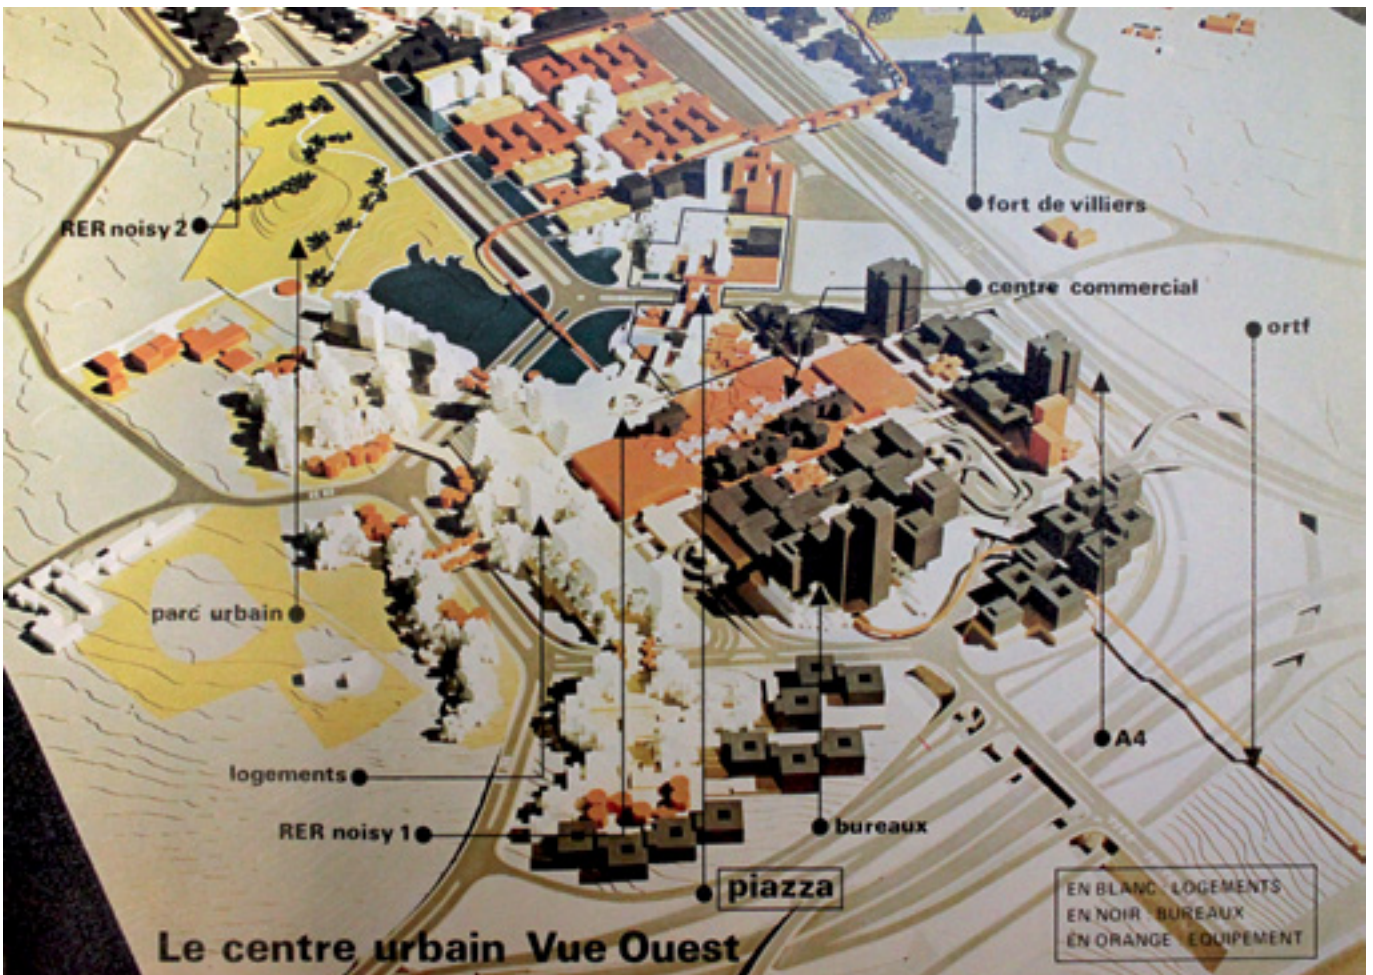 RER noisy 2
fort de villiers
centre commercial
ortf
parc urbain
A4
logements
RER noisy 1
bureaux
piazza
EN BLANC : LOGEMENTS
EN NOIR : BUREAUX
EN ORANGE : EQUIPEMENT
Le centre urbain Vue Ouest